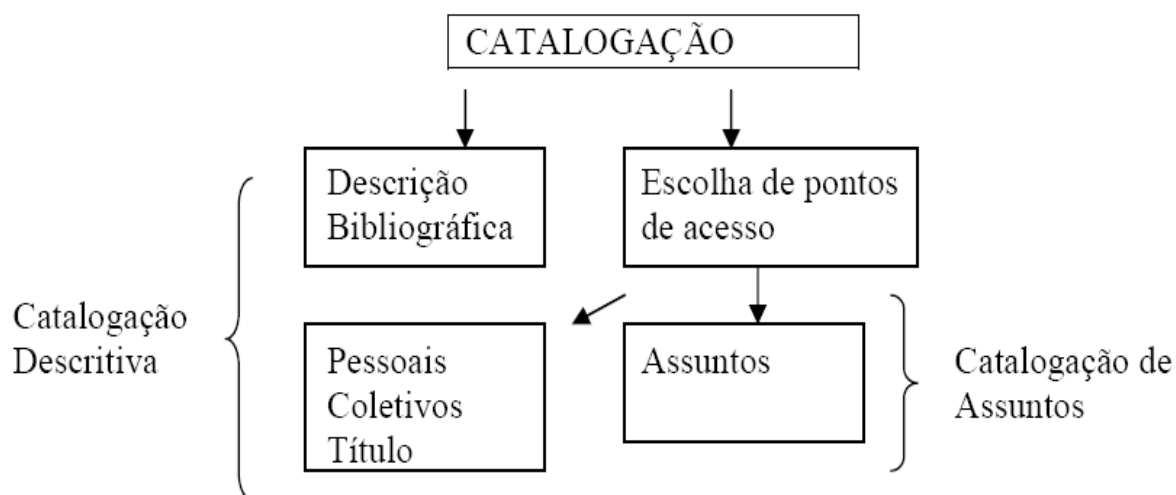 CATALOGAÇÃO
Descrição
Bibliográfica
Escolha de pontos
de acesso
Catalogação
Descritiva
Pessoais
Coletivos
Título
Assuntos
Catalogação de
Assuntos